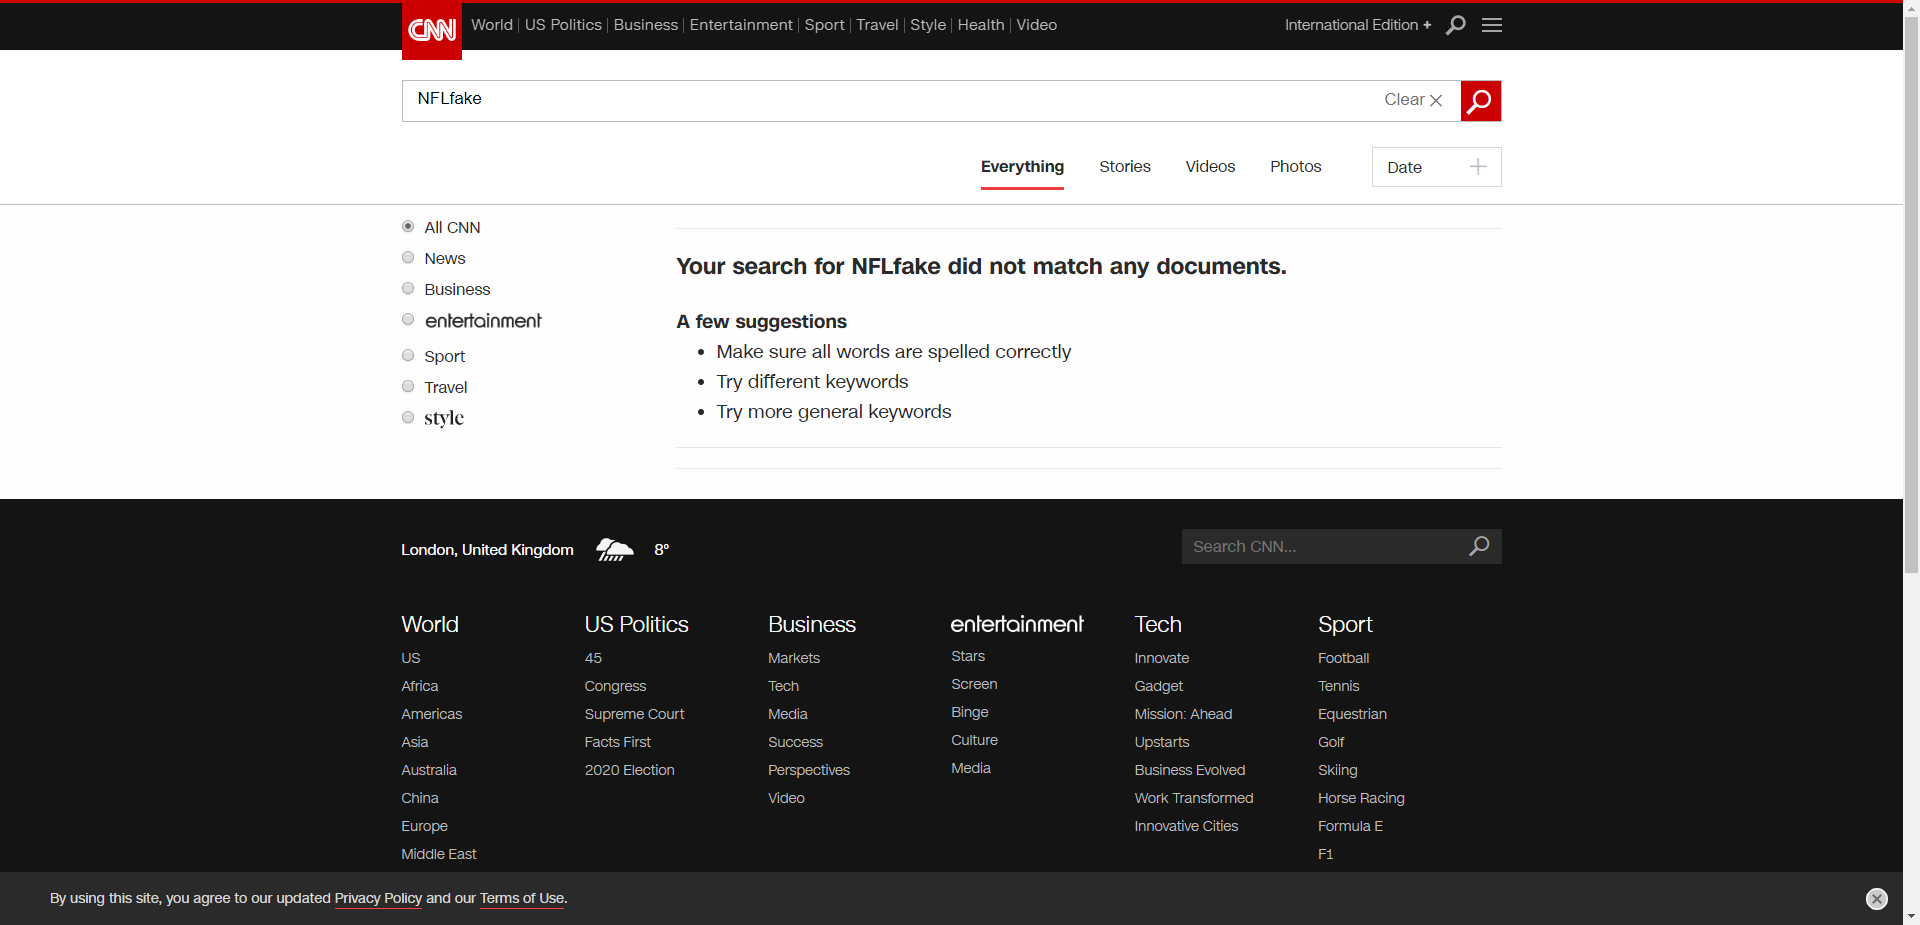 CNN World US Politics Business Entertainment Sport Travel Style Health Video International Edition +
NFLfake Clear
Everything Stories Videos Photos Date
All CNN
News
Business
entertainment
Sport
Travel
style
Your search for NFLfake did not match any documents.
A few suggestions
Make sure all words are spelled correctly
Try different keywords
Try more general keywords
London, United Kingdom 8°
Search CNN...
World
US
Africa
Americas
Asia
Australia
China
Europe
Middle East
US Politics
45
Congress
Supreme Court
Facts First
2020 Election
Business
Markets
Tech
Media
Success
Perspectives
Video
entertainment
Stars
Screen
Binge
Culture
Media
Tech
Innovate
Gadget
Mission: Ahead
Upstarts
Business Evolved
Work Transformed
Innovative Cities
Sport
Football
Tennis
Equestrian
Golf
Skiing
Horse Racing
Formula E
F1
By using this site, you agree to our updated Privacy Policy and our Terms of Use.